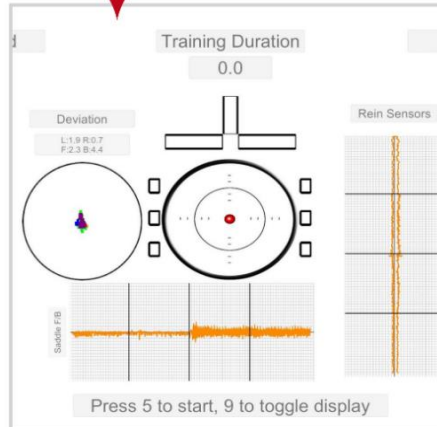 d
Training Duration
0.0
Deviation
L:1.9 R:0.7
F:2.3 B:4.4
Rein Sensors
Saddle F/B
Press 5 to start, 9 to toggle display